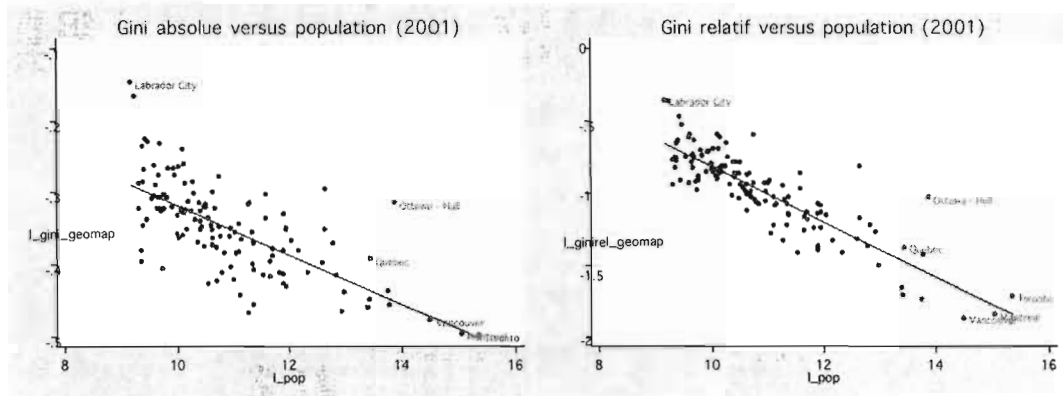 Gini absolue versus population (2001)
-.1
Labrador City
-.2
-.3
Ottawa - Hull
l_gini_geomap
Québec
-.4
Vancouver
8
10
12
14
16
l_pop
Gini relatif versus population (2001)
0
Labrador City
-.5
-1
Ottawa - Hull
l_ginirel_geomap
Québec
-1.5
Toronto
Vancouver
Montreal
-2
8
10
12
14
16
l_pop